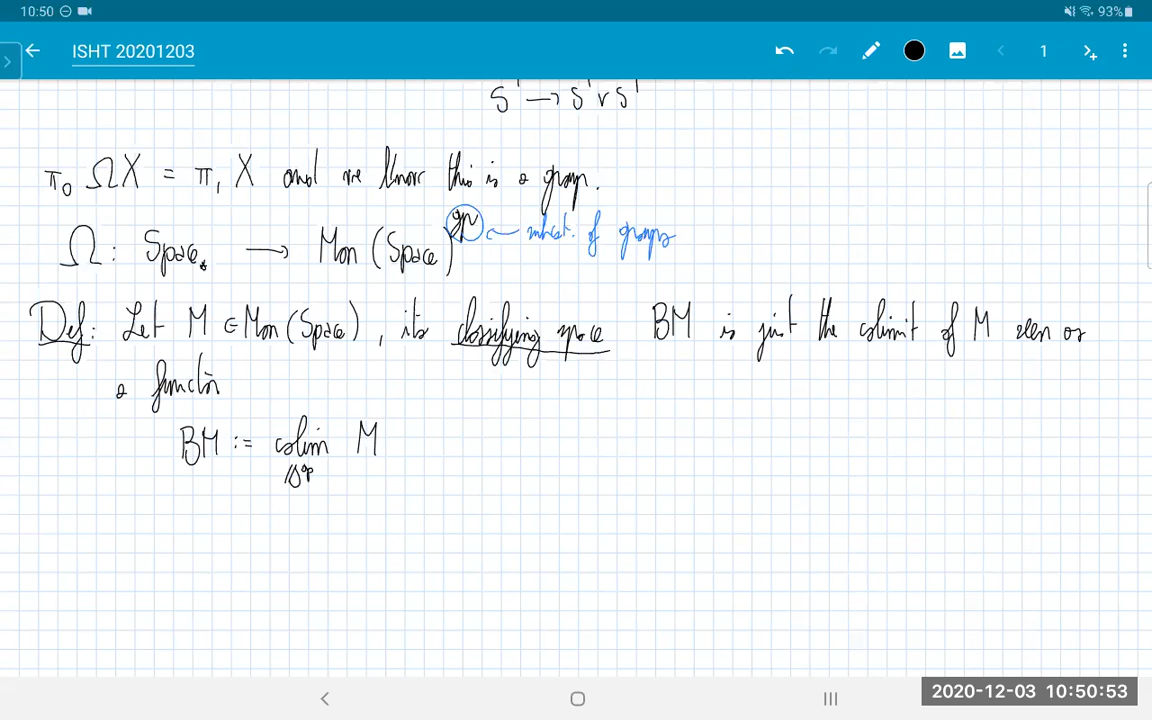 10:50 93%
ISHT 20201203 1
S¹ → S¹ ∨ S¹
π₀ ΩX = π₁ X and we know this is a group.
Ω : Space⁎ → Mon (Space)^gp ← subcat. of groups
Def: Let M ∈ Mon (Space), its classifying space BM is just the colimit of M seen as
a functor
BM := colim M
Δ^op
2020-12-03 10:50:53